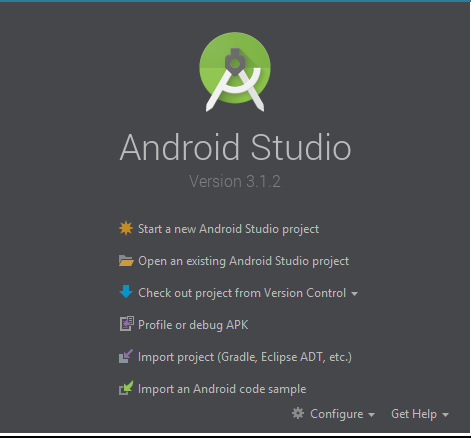 Android Studio
Version 3.1.2
Start a new Android Studio project
Open an existing Android Studio project
Check out project from Version Control
Profile or debug APK
Import project (Gradle, Eclipse ADT, etc.)
Import an Android code sample
Configure Get Help